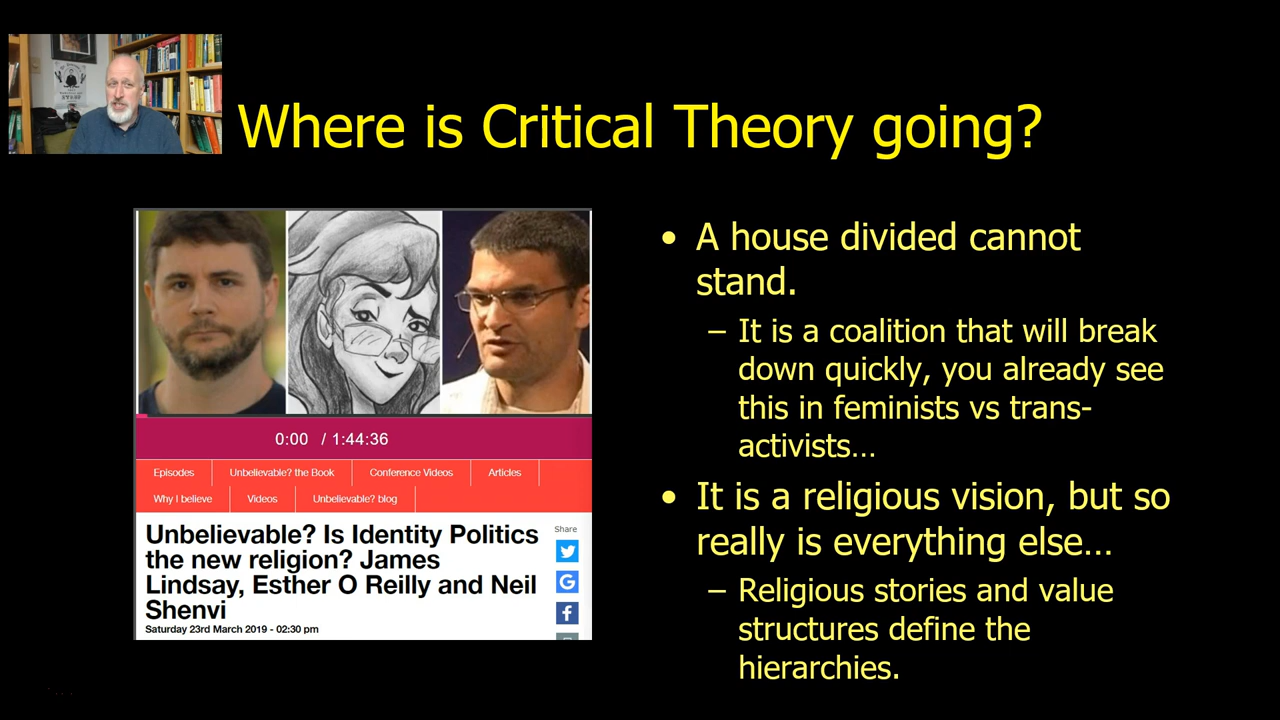 Where is Critical Theory going?
0:00 / 1:44:36
Episodes Unbelievable? the Book Conference Videos Articles
Why I believe Videos Unbelievable? blog
Unbelievable? Is Identity Politics
the new religion? James
Lindsay, Esther O Reilly and Neil
Shenvi
Saturday 23rd March 2019 - 02:30 pm
Share
• A house divided cannot
stand.
– It is a coalition that will break
down quickly, you already see
this in feminists vs trans-
activists…
• It is a religious vision, but so
really is everything else…
– Religious stories and value
structures define the
hierarchies.